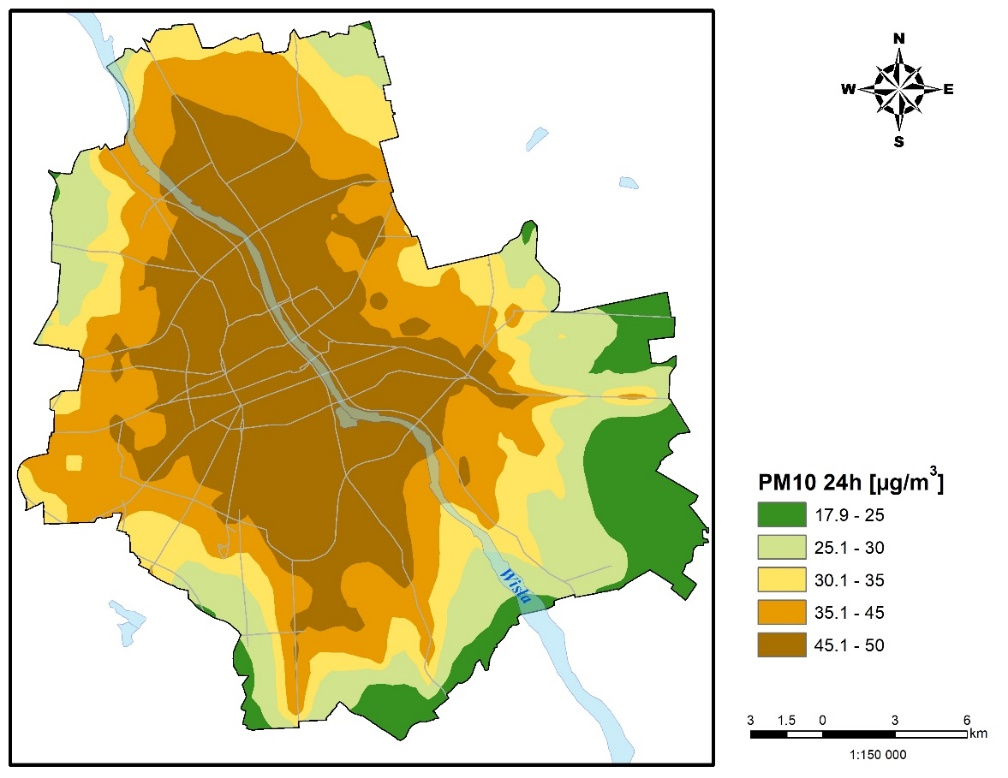 N
W E
S
PM10 24h [µg/m³]
17.9 - 25
25.1 - 30
30.1 - 35
35.1 - 45
45.1 - 50
Wisła
3 1.5 0 3 6
km
1:150 000